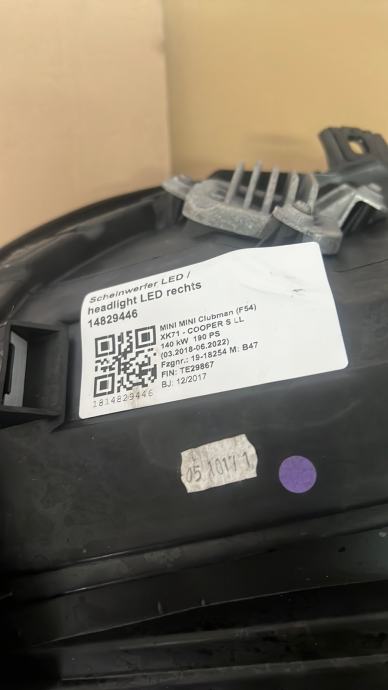 Scheinwerfer LED /
headlight LED rechts
14829446
MINI MINI Clubman (F54)
XK71 - COOPER S LL
140 kW 190 PS
(03.2018-06.2022)
Fzgnr.: 19-18254 M: B47
FIN: TE29867
BJ: 12/2017
1814829446
05 1017 1